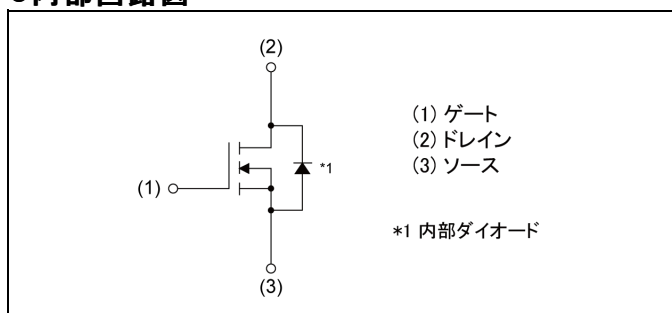 (2)
(1) ゲート
(2) ドレイン
(3) ソース
*1
(1)
*1 内部ダイオード
(3)